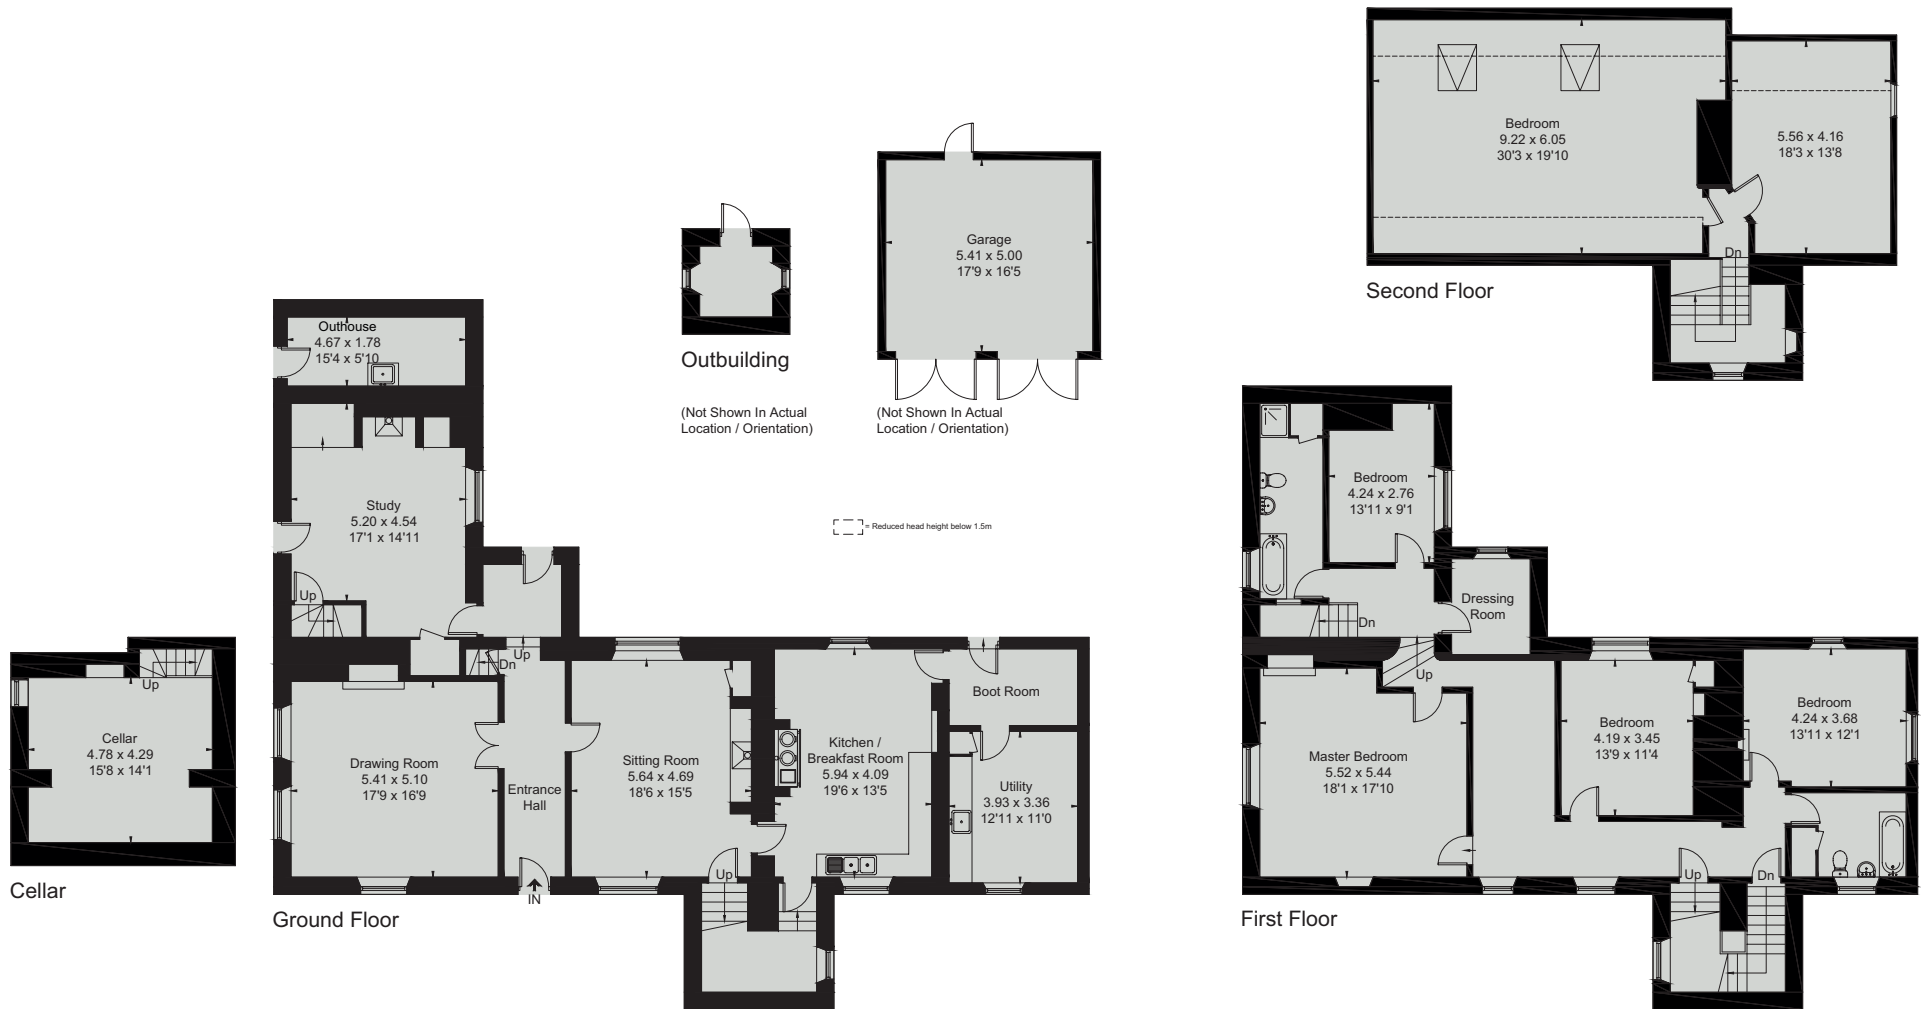 Bedroom
9.22 x 6.05
30'3 x 19'10
5.56 x 4.16
18'3 x 13'8
Dn
Second Floor
Garage
5.41 x 5.00
17'9 x 16'5
(Not Shown In Actual
Location / Orientation)
Outbuilding
(Not Shown In Actual
Location / Orientation)
= Reduced head height below 1.5m
Outhouse
4.67 x 1.78
15'4 x 5'10
Study
5.20 x 4.54
17'1 x 14'11
Up
Up
Dn
Drawing Room
5.41 x 5.10
17'9 x 16'9
Entrance
Hall
Sitting Room
5.64 x 4.69
18'6 x 15'5
Kitchen /
Breakfast Room
5.94 x 4.09
19'6 x 13'5
Boot Room
Utility
3.93 x 3.36
12'11 x 11'0
Up
IN
Ground Floor
Up
Cellar
4.78 x 4.29
15'8 x 14'1
Cellar
Bedroom
4.24 x 2.76
13'11 x 9'1
Dressing
Room
Dn
Up
Master Bedroom
5.52 x 5.44
18'1 x 17'10
Bedroom
4.19 x 3.45
13'9 x 11'4
Bedroom
4.24 x 3.68
13'11 x 12'1
Up
Dn
First Floor